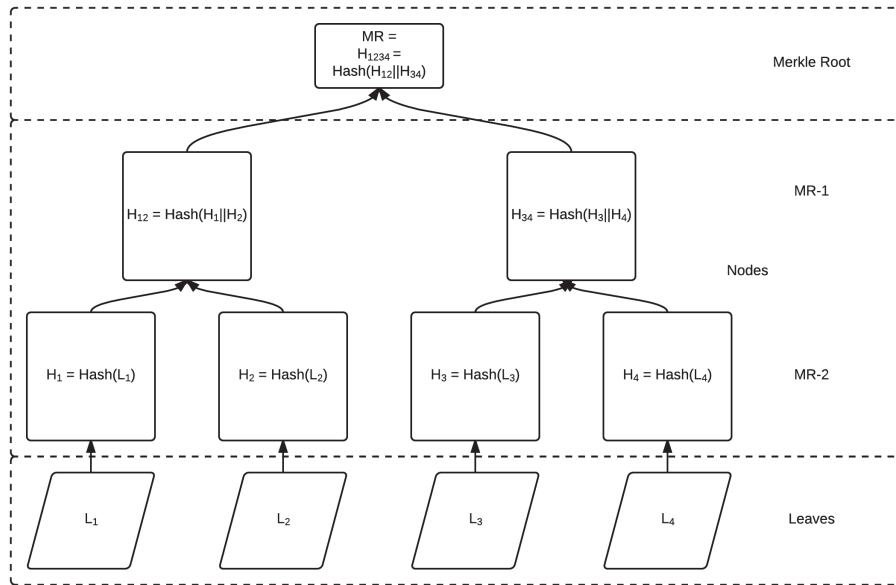 MR =
H₁₂₃₄ =
Hash(H₁₂||H₃₄)
Merkle Root
MR-1
H₁₂ = Hash(H₁||H₂)
H₃₄ = Hash(H₃||H₄)
Nodes
H₁ = Hash(L₁)
H₂ = Hash(L₂)
H₃ = Hash(L₃)
H₄ = Hash(L₄)
MR-2
L₁
L₂
L₃
L₄
Leaves